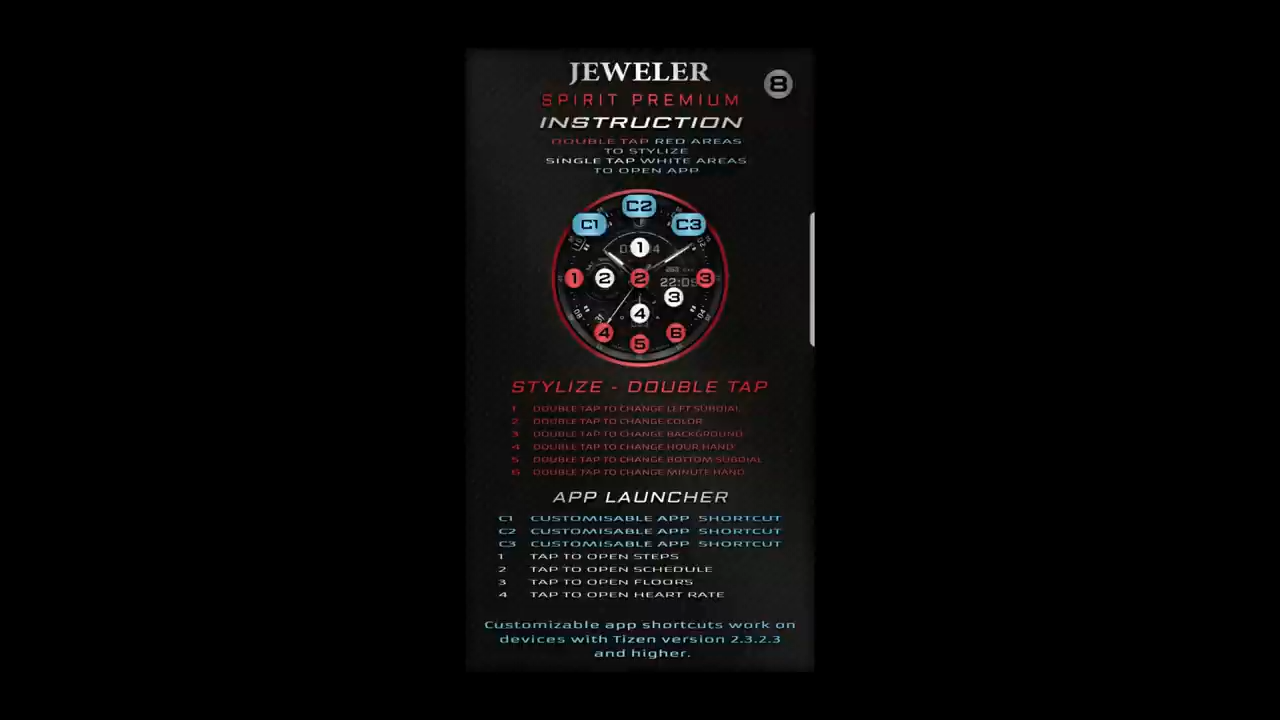 JEWELER
8
SPIRIT PREMIUM
INSTRUCTION
DOUBLE TAP RED AREAS
TO STYLIZE
SINGLE TAP WHITE AREAS
TO OPEN APP
C2
C1 C3
1
1 2 2 22:09 3
3
4
4 6
5
STYLIZE - DOUBLE TAP
1 DOUBLE TAP TO CHANGE LEFT SUBDIAL
2 DOUBLE TAP TO CHANGE COLOR
3 DOUBLE TAP TO CHANGE BACKGROUND
4 DOUBLE TAP TO CHANGE HOUR HAND
5 DOUBLE TAP TO CHANGE BOTTOM SUBDIAL
6 DOUBLE TAP TO CHANGE MINUTE HAND
APP LAUNCHER
C1 CUSTOMISABLE APP SHORTCUT
C2 CUSTOMISABLE APP SHORTCUT
C3 CUSTOMISABLE APP SHORTCUT
1 TAP TO OPEN STEPS
2 TAP TO OPEN SCHEDULE
3 TAP TO OPEN FLOORS
4 TAP TO OPEN HEART RATE
Customizable app shortcuts work on
devices with Tizen version 2.3.2.3
and higher.